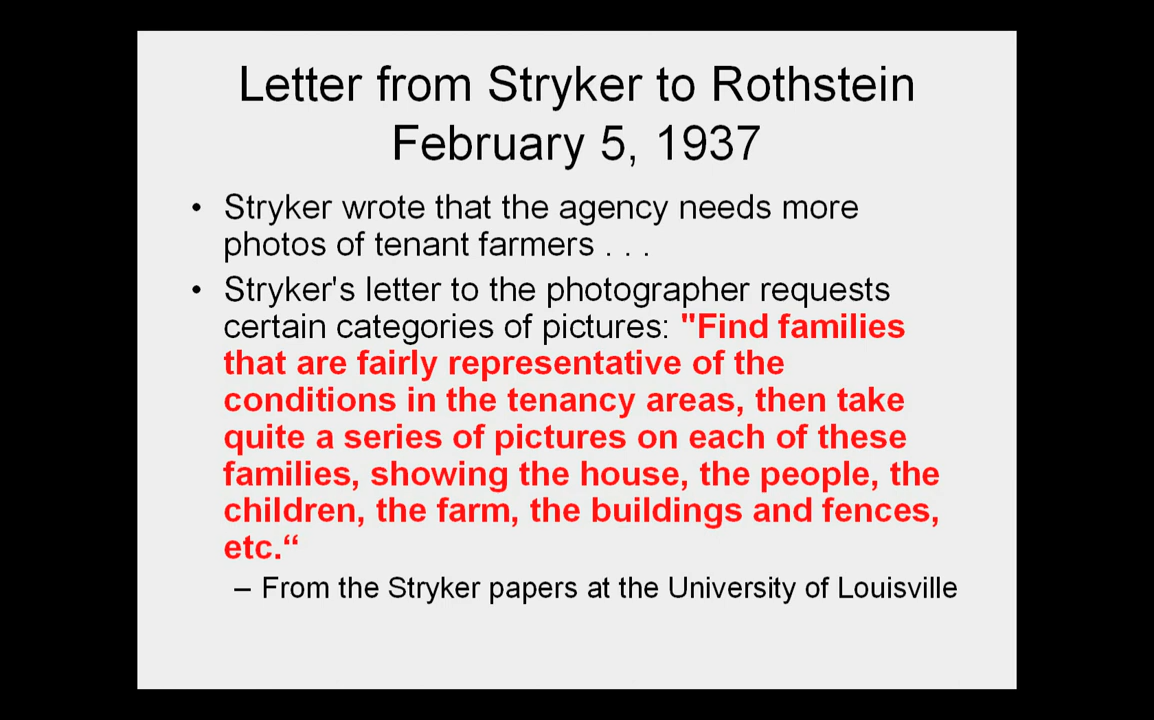 Letter from Stryker to Rothstein
February 5, 1937
• Stryker wrote that the agency needs more
photos of tenant farmers . . .
• Stryker's letter to the photographer requests
certain categories of pictures: "Find families
that are fairly representative of the
conditions in the tenancy areas, then take
quite a series of pictures on each of these
families, showing the house, the people, the
children, the farm, the buildings and fences,
etc.“
– From the Stryker papers at the University of Louisville